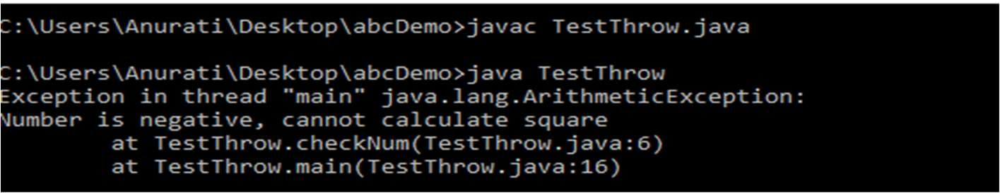 C:\Users\Anurati\Desktop\abcDemo>javac TestThrow.java
C:\Users\Anurati\Desktop\abcDemo>java TestThrow
Exception in thread "main" java.lang.ArithmeticException:
Number is negative, cannot calculate square
at TestThrow.checkNum(TestThrow.java:6)
at TestThrow.main(TestThrow.java:16)